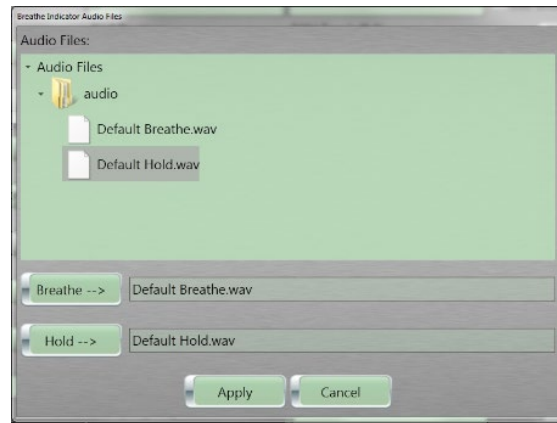 Breathe Indicator Audio Files
Audio Files:
Audio Files
audio
Default Breathe.wav
Default Hold.wav
Breathe -->
Default Breathe.wav
Hold -->
Default Hold.wav
Apply
Cancel